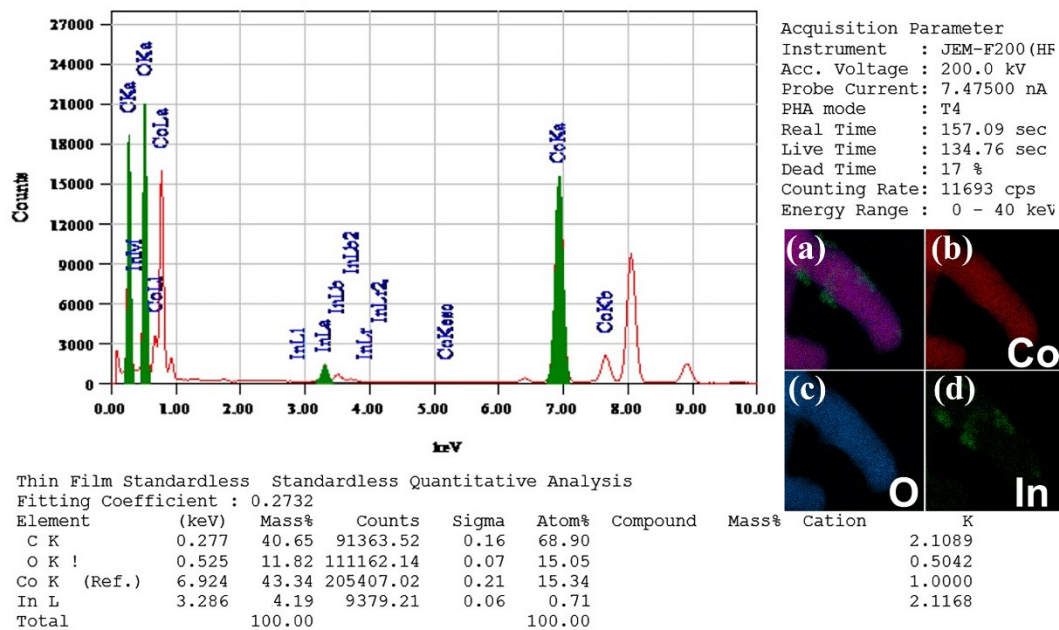 27000
24000
21000
18000
15000
12000
9000
6000
3000
0
Counts
CKa
OKa
CoLa
InM
CoLl
InLl
InLa
InLb
InLb2
InLr
InLr2,
CoKesc
CoKa
CoKb
0.00 1.00 2.00 3.00 4.00 5.00 6.00 7.00 8.00 9.00 10.00
keV
Acquisition Parameter
Instrument : JEM-F200(HF
Acc. Voltage : 200.0 kV
Probe Current: 7.47500 nA
PHA mode : T4
Real Time : 157.09 sec
Live Time : 134.76 sec
Dead Time : 17 %
Counting Rate: 11693 cps
Energy Range : 0 - 40 keV
(a) (b)
Co
(c) (d)
O In
Thin Film Standardless Standardless Quantitative Analysis
Fitting Coefficient : 0.2732
Element (keV) Mass% Counts Sigma Atom% Compound Mass% Cation K
C K 0.277 40.65 91363.52 0.16 68.90 2.1089
O K ! 0.525 11.82 111162.14 0.07 15.05 0.5042
Co K (Ref.) 6.924 43.34 205407.02 0.21 15.34 1.0000
In L 3.286 4.19 9379.21 0.06 0.71 2.1168
Total 100.00 100.00